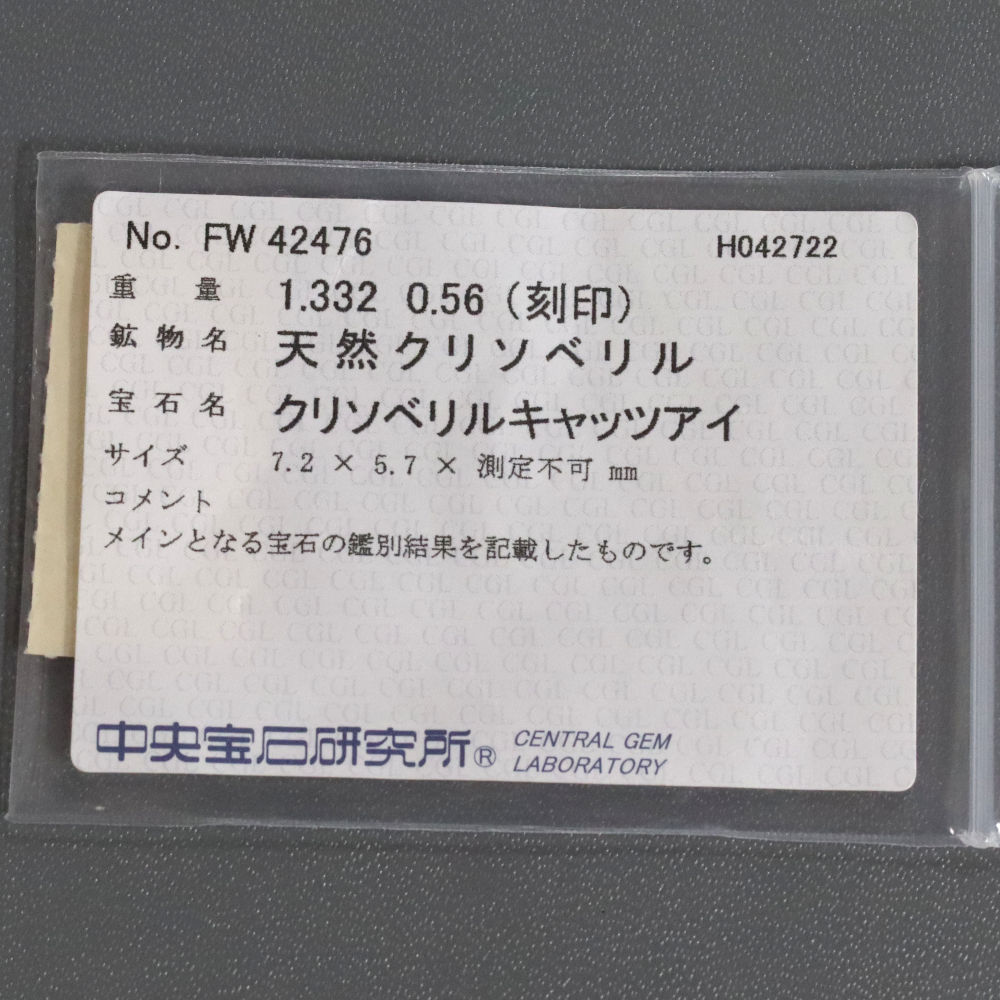 No. FW 42476 H042722
重量 1.332 0.56 (刻印)
鉱物名 天然クリソベリル
宝石名 クリソベリルキャッツアイ
サイズ 7.2 × 5.7 × 測定不可 mm
コメント
メインとなる宝石の鑑別結果を記載したものです。
中央宝石研究所® CENTRAL GEM
LABORATORY